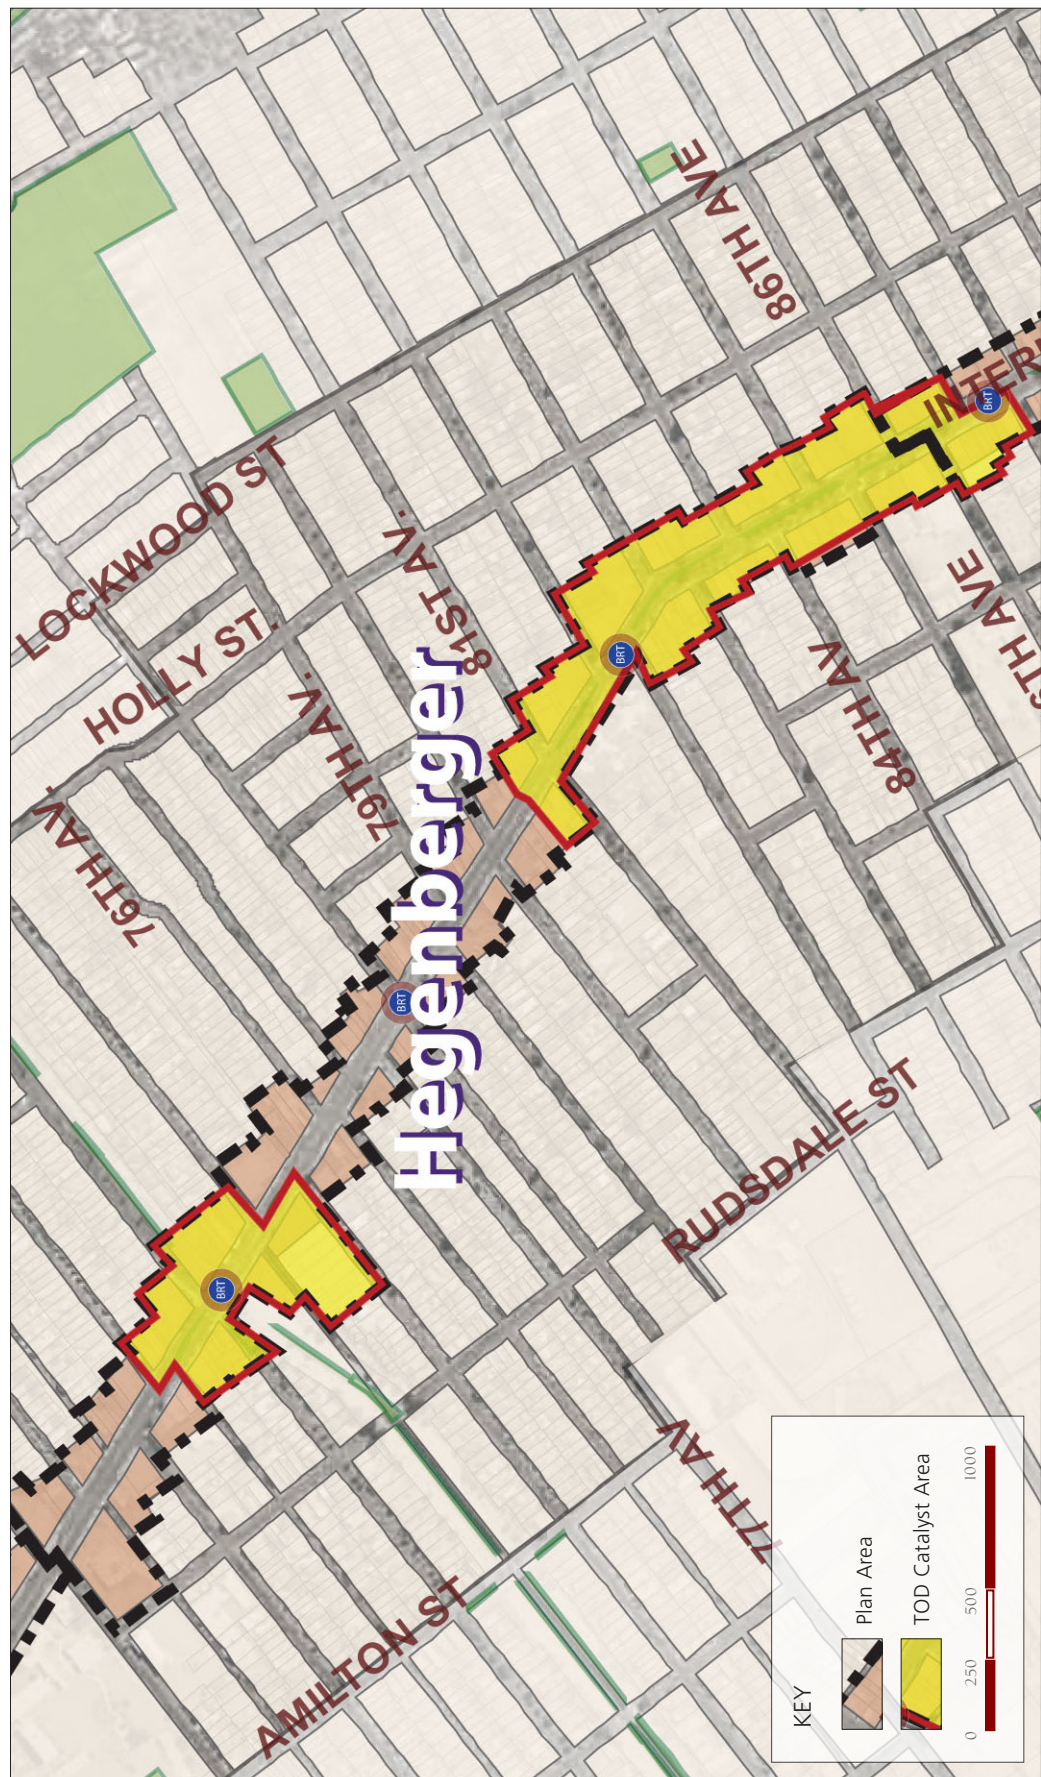 LOCKWOOD ST
HOLLY ST.
76TH AV.
79TH AV.
81ST AV.
86TH AVE
Hegenberger
BRT
BRT
BRT
BRT
84TH AV
AVE
RUDSDALE ST
77TH AV
AMILTON ST
KEY
Plan Area
TOD Catalyst Area
0 250 500 1000